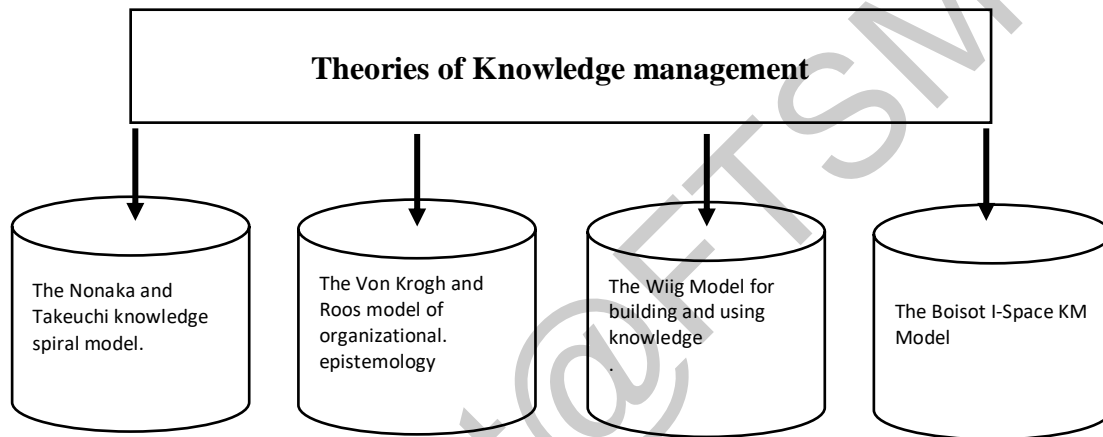 Theories of Knowledge management
The Nonaka and
Takeuchi knowledge
spiral model.
The Von Krogh and
Roos model of
organizational.
epistemology
The Wiig Model for
building and using
knowledge
.
The Boisot I-Space KM
Model
t@FTSM